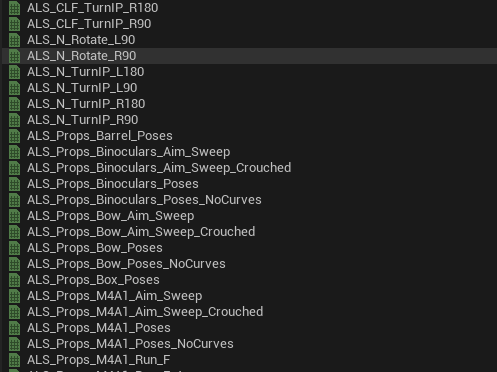 ALS_CLF_TurnIP_R180
ALS_CLF_TurnIP_R90
ALS_N_Rotate_L90
ALS_N_Rotate_R90
ALS_N_TurnIP_L180
ALS_N_TurnIP_L90
ALS_N_TurnIP_R180
ALS_N_TurnIP_R90
ALS_Props_Barrel_Poses
ALS_Props_Binoculars_Aim_Sweep
ALS_Props_Binoculars_Aim_Sweep_Crouched
ALS_Props_Binoculars_Poses
ALS_Props_Binoculars_Poses_NoCurves
ALS_Props_Bow_Aim_Sweep
ALS_Props_Bow_Aim_Sweep_Crouched
ALS_Props_Bow_Poses
ALS_Props_Bow_Poses_NoCurves
ALS_Props_Box_Poses
ALS_Props_M4A1_Aim_Sweep
ALS_Props_M4A1_Aim_Sweep_Crouched
ALS_Props_M4A1_Poses
ALS_Props_M4A1_Poses_NoCurves
ALS_Props_M4A1_Run_F